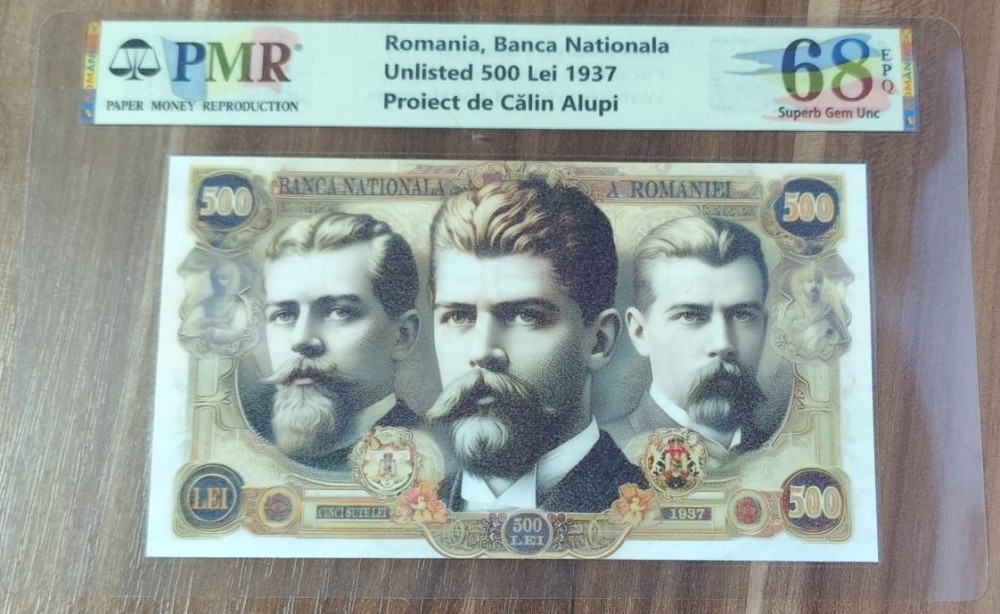 PMR
PAPER MONEY REPRODUCTION
Romania, Banca Nationala
Unlisted 500 Lei 1937
Proiect de Călin Alupi
68
EPQ
Superb Gem Unc
BANCA NATIONALA A ROMANIEI
500
500
LEI
CINCI SUTE LEI
500
LEI
1937
500